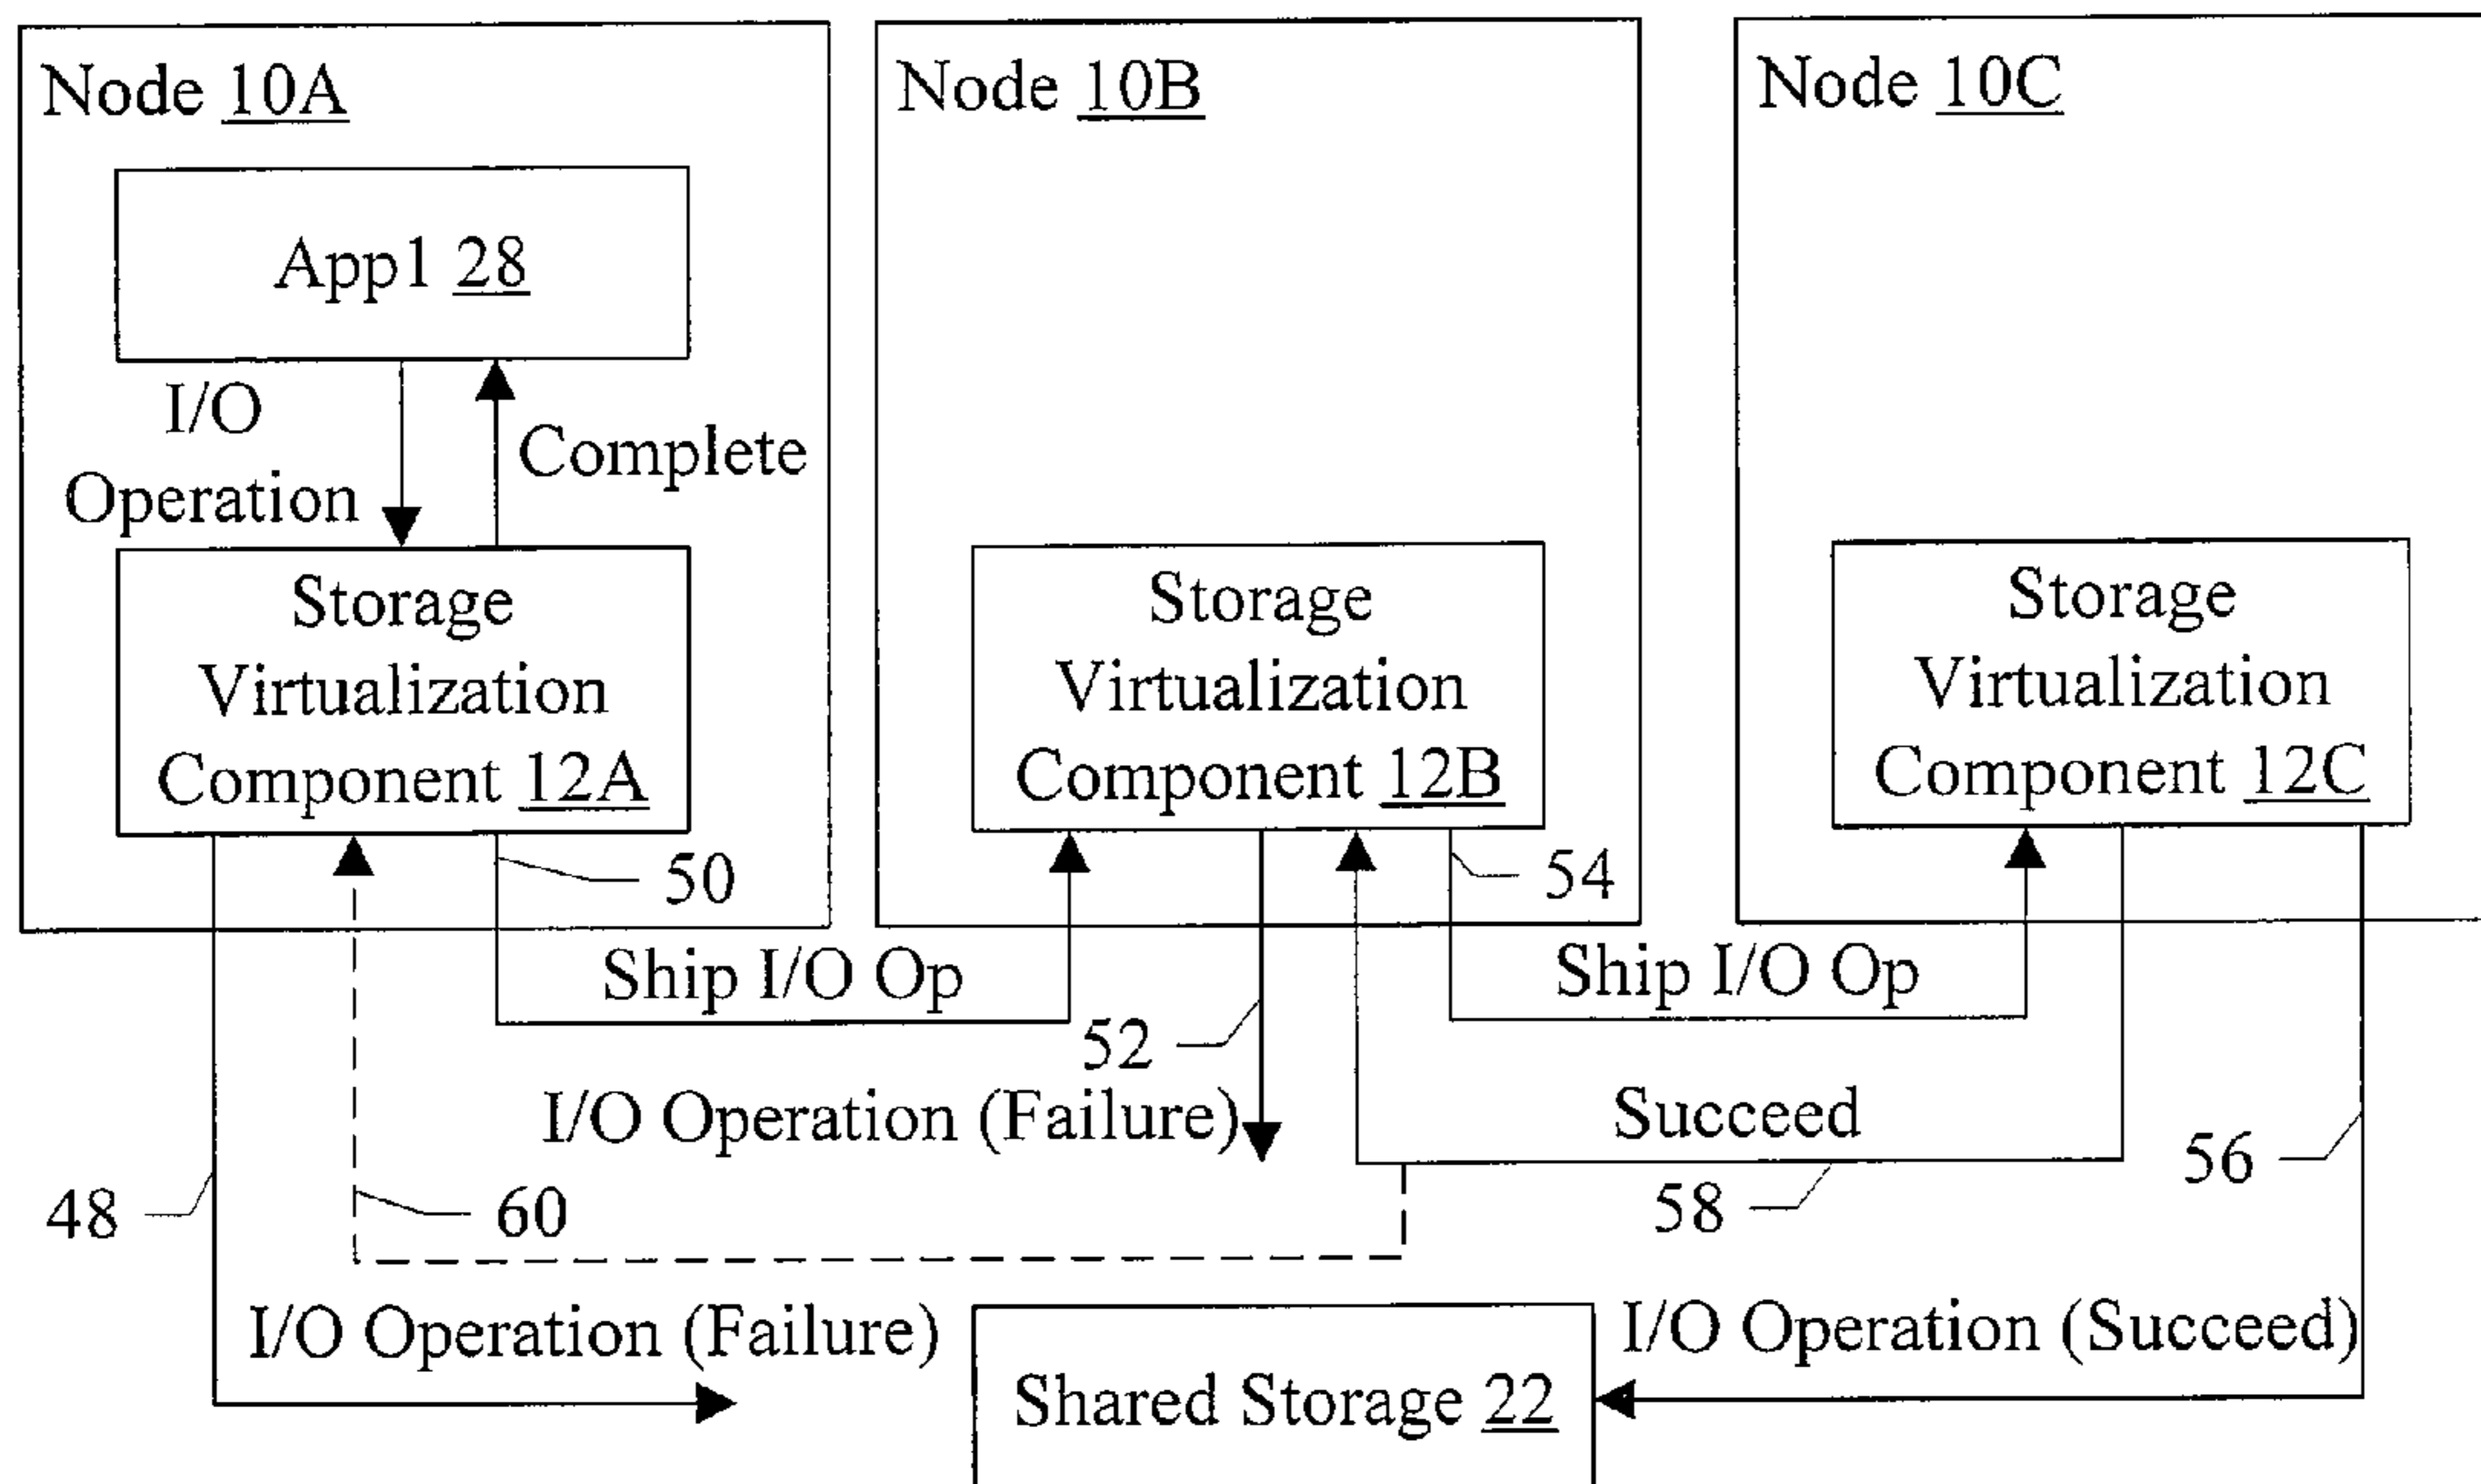 Node 10A
Node 10B
Node 10C
App1 28
I/O
Operation
Complete
Storage
Virtualization
Component 12A
Storage
Virtualization
Component 12B
Storage
Virtualization
Component 12C
50
54
Ship I/O Op
Ship I/O Op
52
I/O Operation (Failure)
Succeed
56
48
60
58
I/O Operation (Failure)
I/O Operation (Succeed)
Shared Storage 22